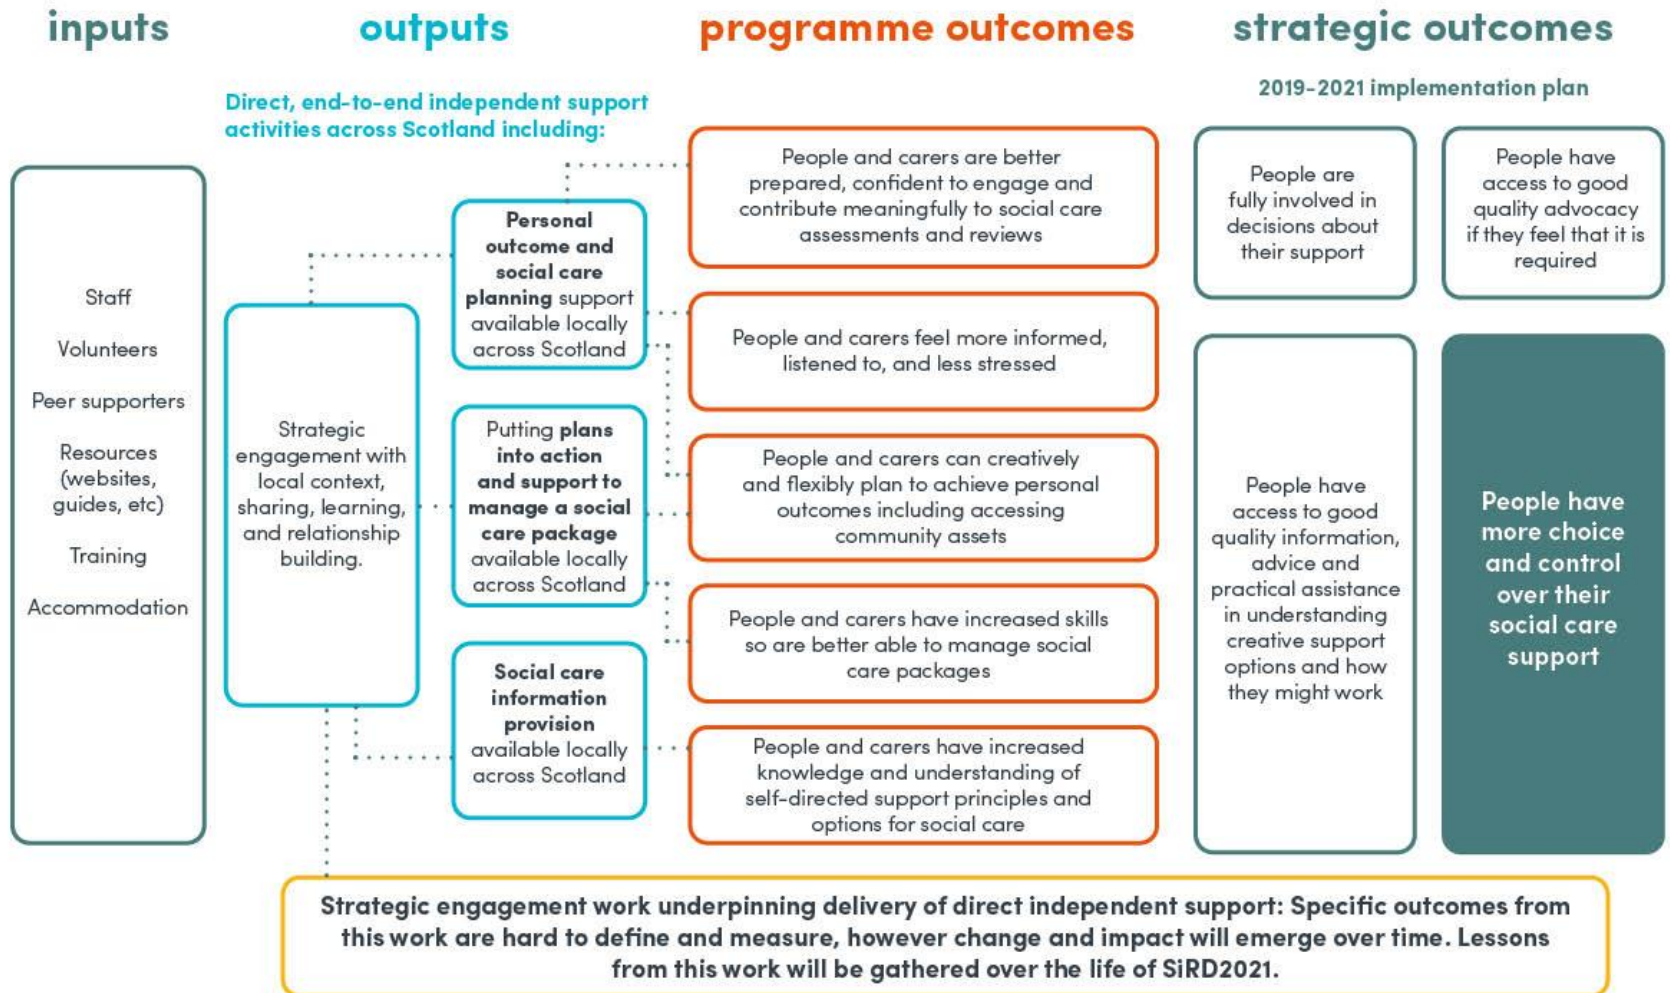 inputs
outputs
programme outcomes
strategic outcomes
Direct, end-to-end independent support
activities across Scotland including:
2019-2021 implementation plan
Staff
Volunteers
Peer supporters
Resources
(websites,
guides, etc)
Training
Accommodation
Strategic
engagement with
local context,
sharing, learning,
and relationship
building.
Personal
outcome and
social care
planning support
available locally
across Scotland
Putting plans
into action
and support to
manage a social
care package
available locally
across Scotland
Social care
information
provision
available locally
across Scotland
People and carers are better
prepared, confident to engage and
contribute meaningfully to social care
assessments and reviews
People and carers feel more informed,
listened to, and less stressed
People and carers can creatively
and flexibly plan to achieve personal
outcomes including accessing
community assets
People and carers have increased skills
so are better able to manage social
care packages
People and carers have increased
knowledge and understanding of
self-directed support principles and
options for social care
People are
fully involved in
decisions about
their support
People have
access to good
quality advocacy
if they feel that it is
required
People have
access to good
quality information,
advice and
practical assistance
in understanding
creative support
options and how
they might work
People have
more choice
and control
over their
social care
support
Strategic engagement work underpinning delivery of direct independent support: Specific outcomes from
this work are hard to define and measure, however change and impact will emerge over time. Lessons
from this work will be gathered over the life of SiRD2021.